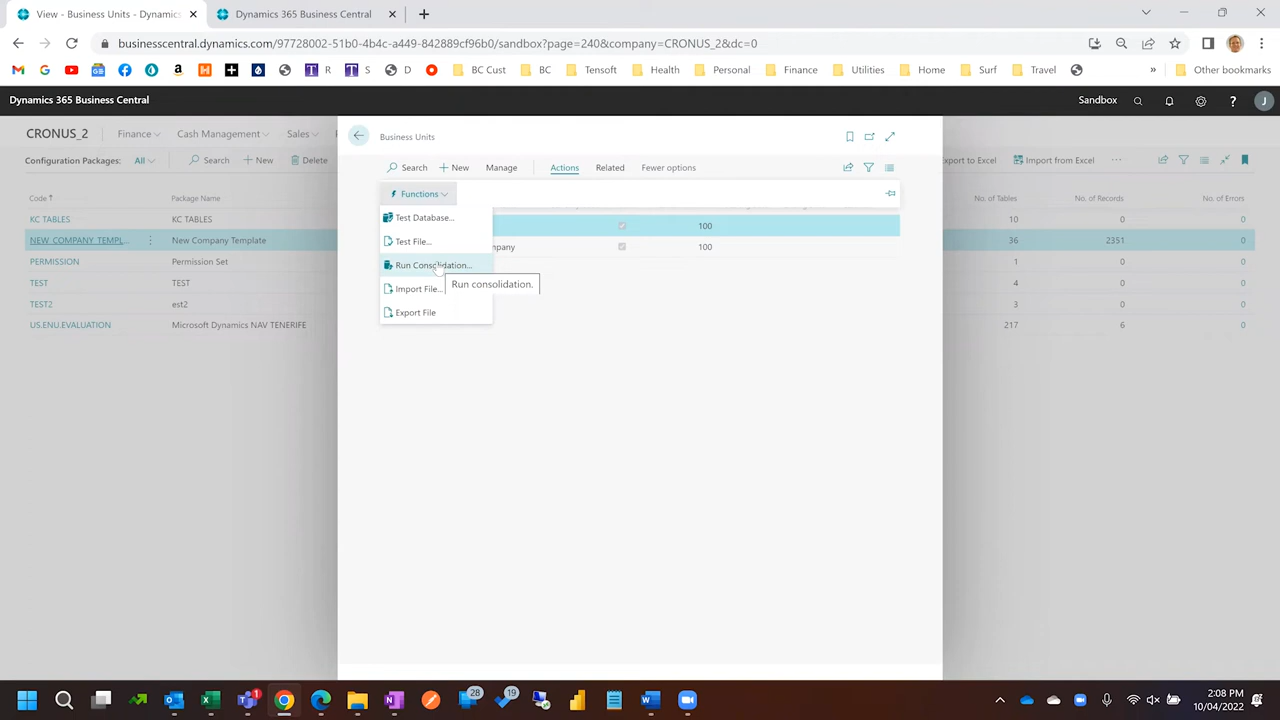 View - Business Units - Dynamics
Dynamics 365 Business Central
businesscentral.dynamics.com/97728002-51b0-4b4c-a449-842889cf96b0/sandbox?page=240&company=CRONUS_2&dc=0
R S D BC Cust BC Tensoft Health Personal Finance Utilities Home Surf Travel » Other bookmarks
Dynamics 365 Business Central Sandbox ? J
CRONUS_2 Finance Cash Management Sales
Business Units
Configuration Packages: All Search + New Delete
Export to Excel Import from Excel ...
Search + New Manage Actions Related Fewer options
Functions
Code ↑ Package Name No. of Tables No. of Records No. of Errors
KC TABLES KC TABLES 10 0 0
NEW_COMPANY_TEMPL... New Company Template 36 2351 0
PERMISSION Permission Set 1 0 0
TEST TEST 4 0 0
TEST2 est2 3 0 0
US.ENU.EVALUATION Microsoft Dynamics NAV TENERIFE 217 6 0
Test Database...
100
Test File...
100
Run Consolidation...
Run consolidation.
Import File...
Export File
1 28 19
2:08 PM
10/04/2022